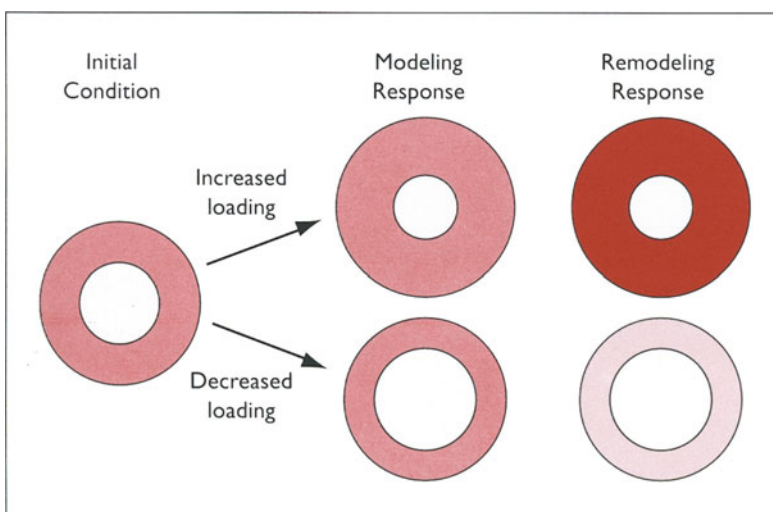 Initial
Condition
Modeling
Response
Remodeling
Response
Increased
loading
Decreased
loading